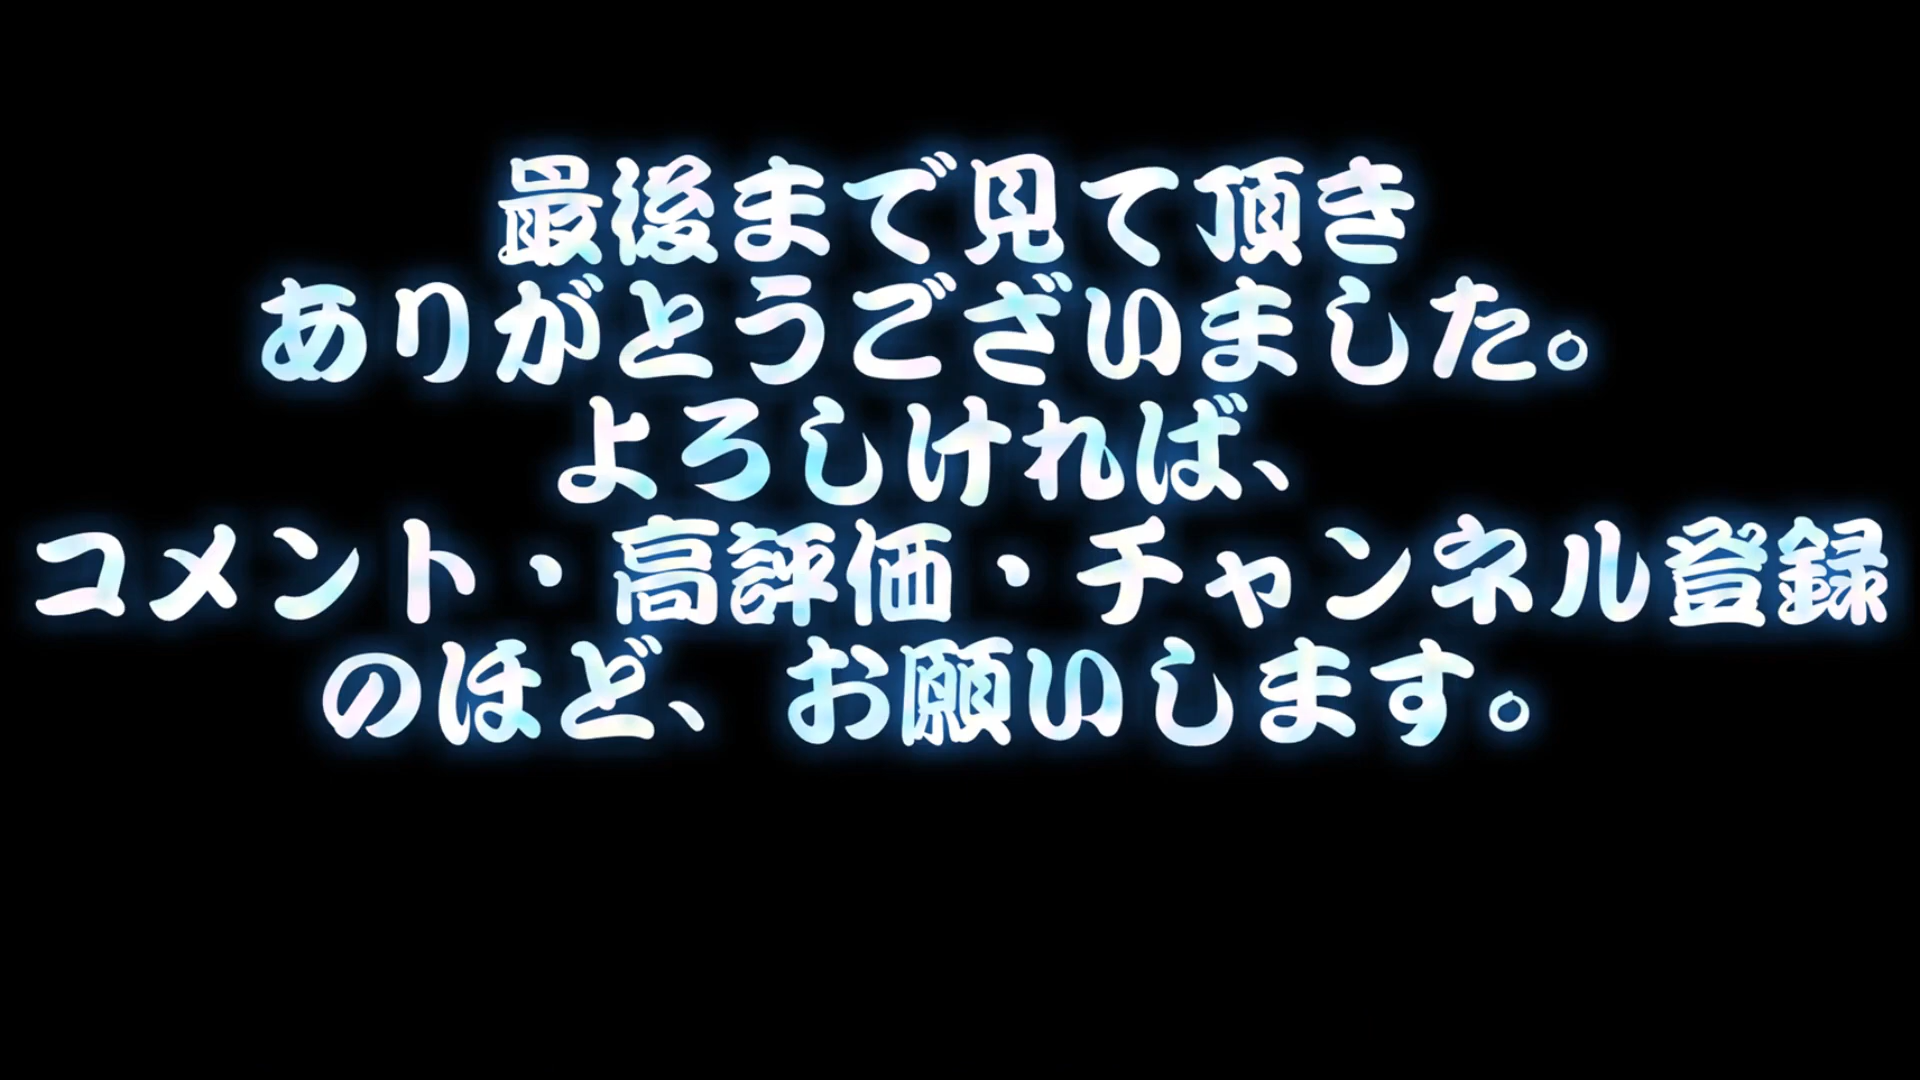 最後まで見て頂き
ありがとうございました。
よろしければ、
コメント・高評価・チャンネル登録
のほど、お願いします。